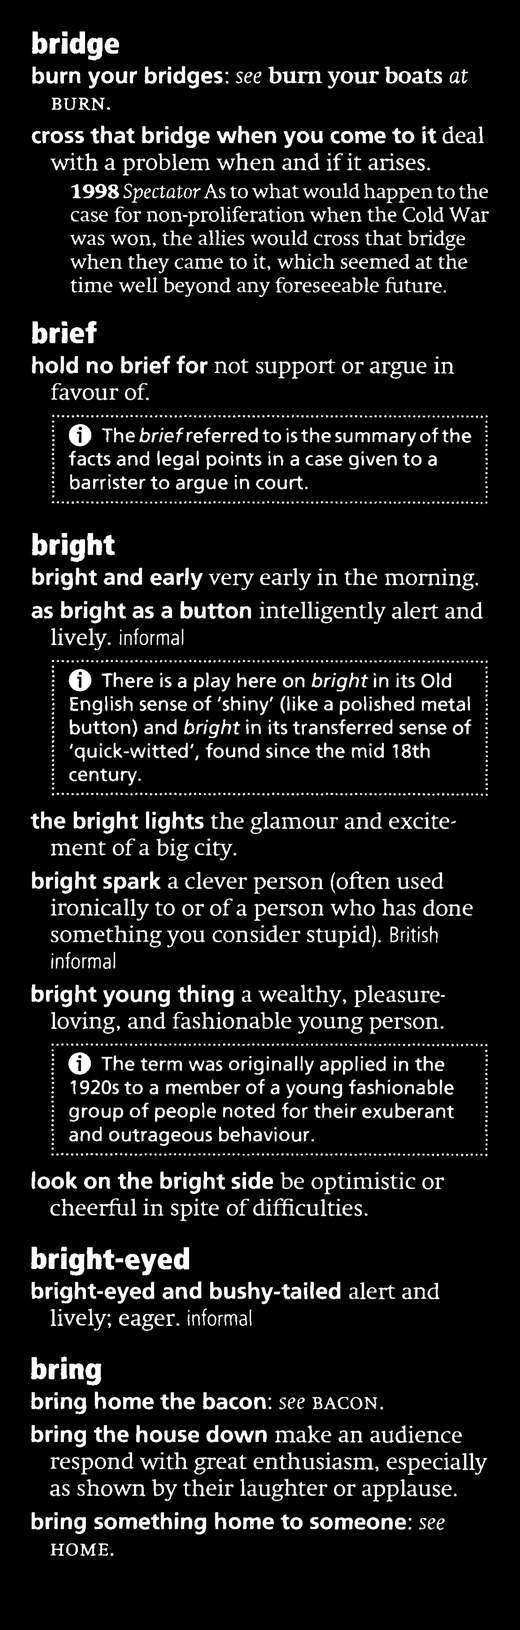 bridge
burn your bridges: see burn your boats at
BURN.
cross that bridge when you come to it deal
with a problem when and if it arises.
1998 Spectator As to what would happen to the
case for non-proliferation when the Cold War
was won, the allies would cross that bridge
when they came to it, which seemed at the
time well beyond any foreseeable future.
brief
hold no brief for not support or argue in
favour of.
The brief referred to is the summary of the
facts and legal points in a case given to a
barrister to argue in court.
bright
bright and early very early in the morning.
as bright as a button intelligently alert and
lively. informal
There is a play here on bright in its Old
English sense of ‘shiny’ (like a polished metal
button) and bright in its transferred sense of
‘quick-witted’, found since the mid 18th
century.
the bright lights the glamour and excite-
ment of a big city.
bright spark a clever person (often used
ironically to or of a person who has done
something you consider stupid). British
informal
bright young thing a wealthy, pleasure-
loving, and fashionable young person.
The term was originally applied in the
1920s to a member of a young fashionable
group of people noted for their exuberant
and outrageous behaviour.
look on the bright side be optimistic or
cheerful in spite of difficulties.
bright-eyed
bright-eyed and bushy-tailed alert and
lively; eager. informal
bring
bring home the bacon: see BACON.
bring the house down make an audience
respond with great enthusiasm, especially
as shown by their laughter or applause.
bring something home to someone: see
HOME.